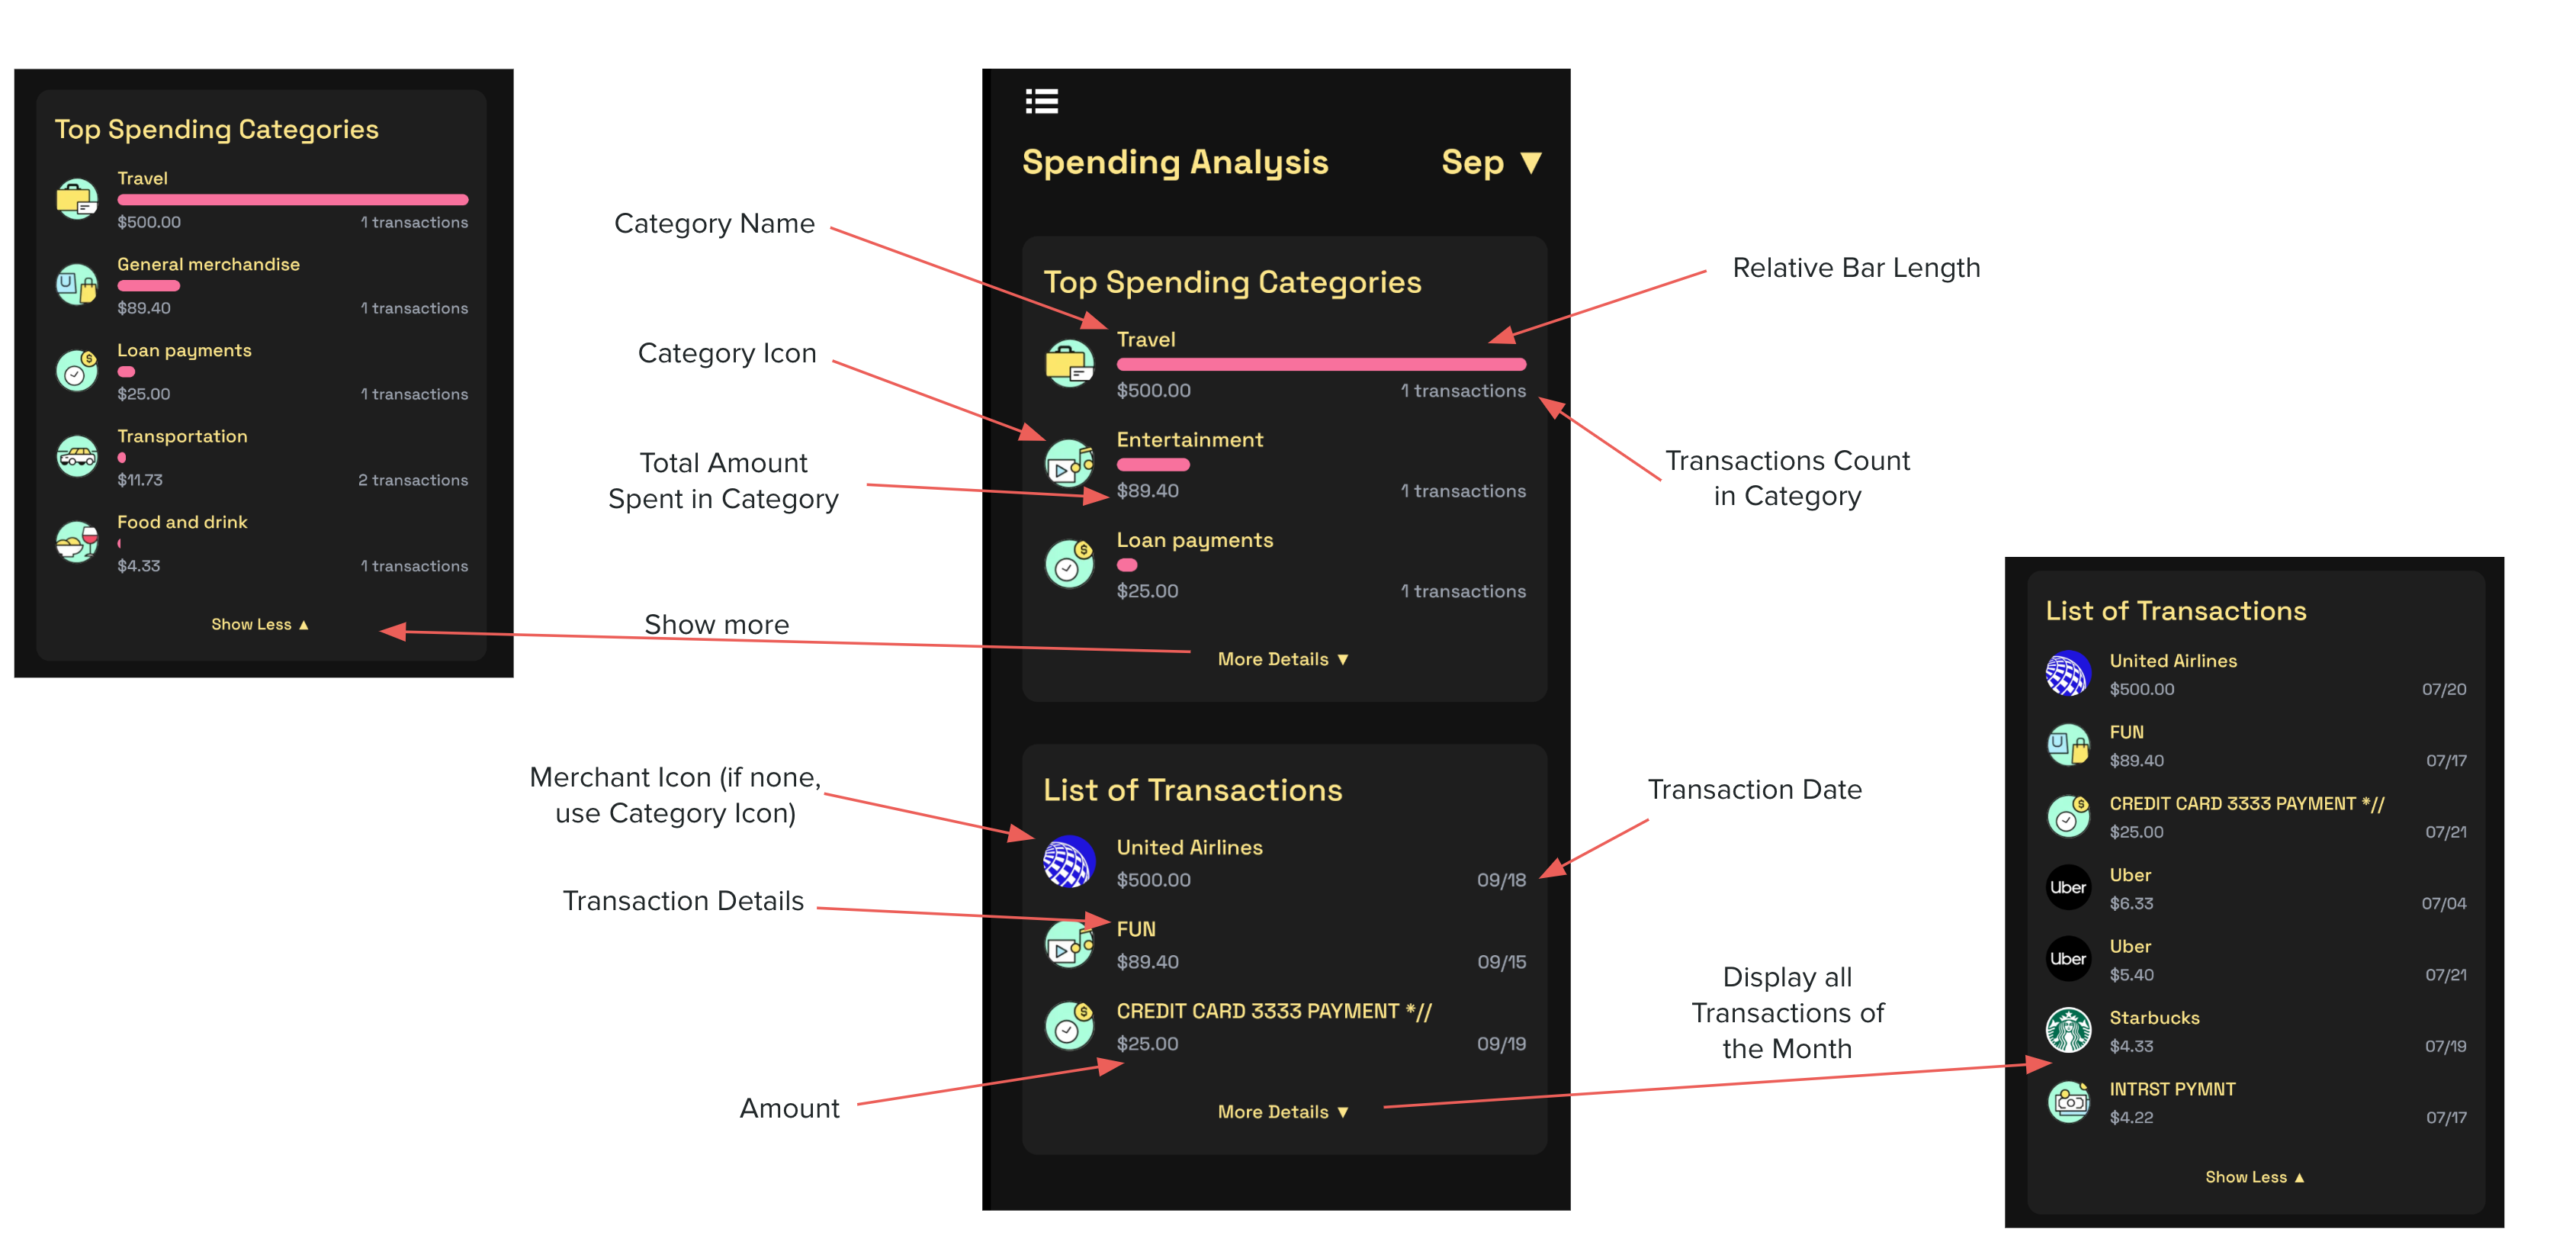 Top Spending Categories
Travel
$500.00 1 transactions
General merchandise
$89.40 1 transactions
Loan payments
$25.00 1 transactions
Transportation
$11.73 2 transactions
Food and drink
$4.33 1 transactions
Show Less ▲
Category Name
Category Icon
Total Amount
Spent in Category
Show more
Merchant Icon (if none,
use Category Icon)
Transaction Details
Amount
Spending Analysis Sep ▼
Top Spending Categories
Travel
$500.00 1 transactions
Entertainment
$89.40 1 transactions
Loan payments
$25.00 1 transactions
More Details ▼
List of Transactions
United Airlines
$500.00 09/18
FUN
$89.40 09/15
CREDIT CARD 3333 PAYMENT *//
$25.00 09/19
More Details ▼
Relative Bar Length
Transactions Count
in Category
Transaction Date
Display all
Transactions of
the Month
List of Transactions
United Airlines
$500.00 07/20
FUN
$89.40 07/17
CREDIT CARD 3333 PAYMENT *//
$25.00 07/21
Uber
Uber
$6.33 07/04
Uber
Uber
$5.40 07/21
Starbucks
$4.33 07/19
INTRST PYMNT
$4.22 07/17
Show Less ▲